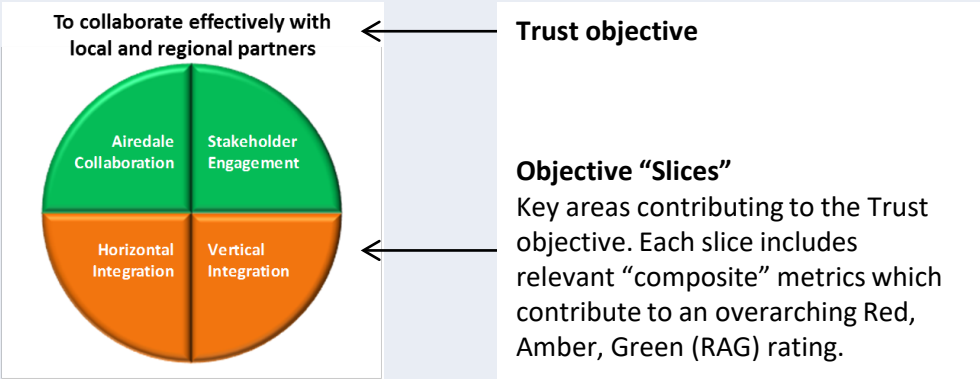 To collaborate effectively with
local and regional partners
Trust objective
Airedale
Collaboration
Stakeholder
Engagement
Horizontal
Integration
Vertical
Integration
Objective “Slices”
Key areas contributing to the Trust
objective. Each slice includes
relevant “composite” metrics which
contribute to an overarching Red,
Amber, Green (RAG) rating.